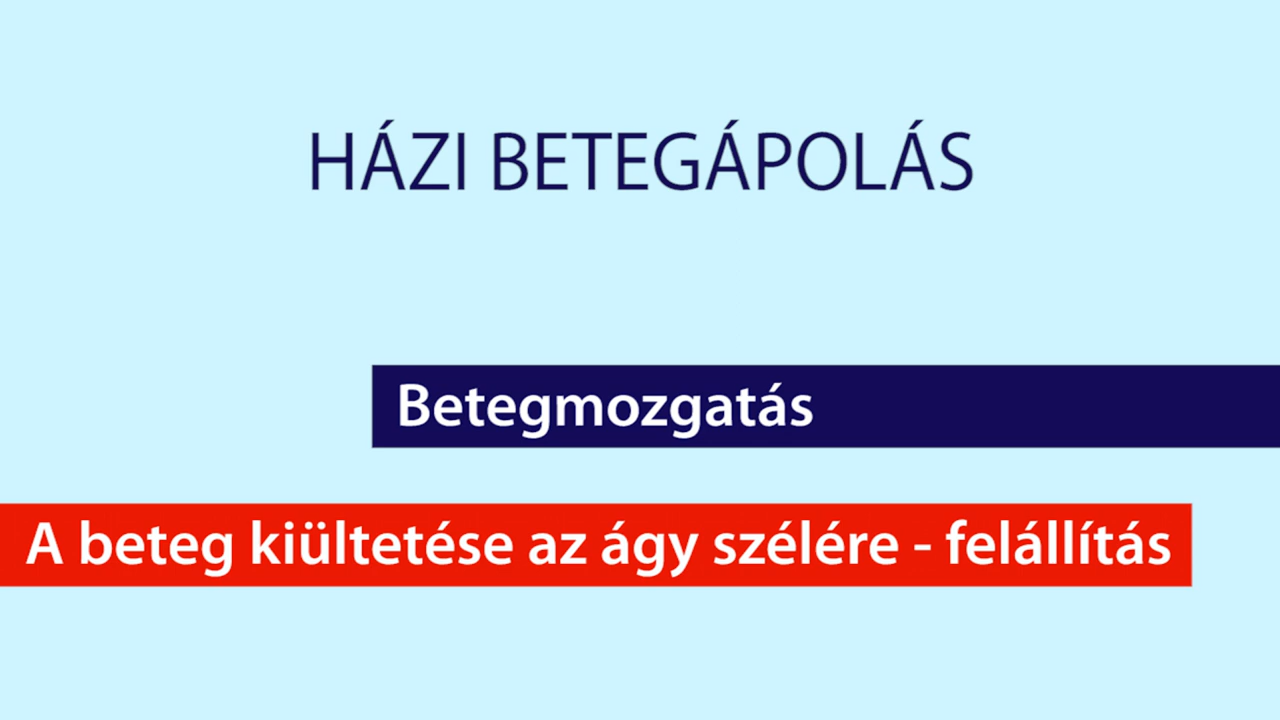 HÁZI BETEGÁPOLÁS
Betegmozgatás
A beteg kiültetése az ágy szélére - felállítás